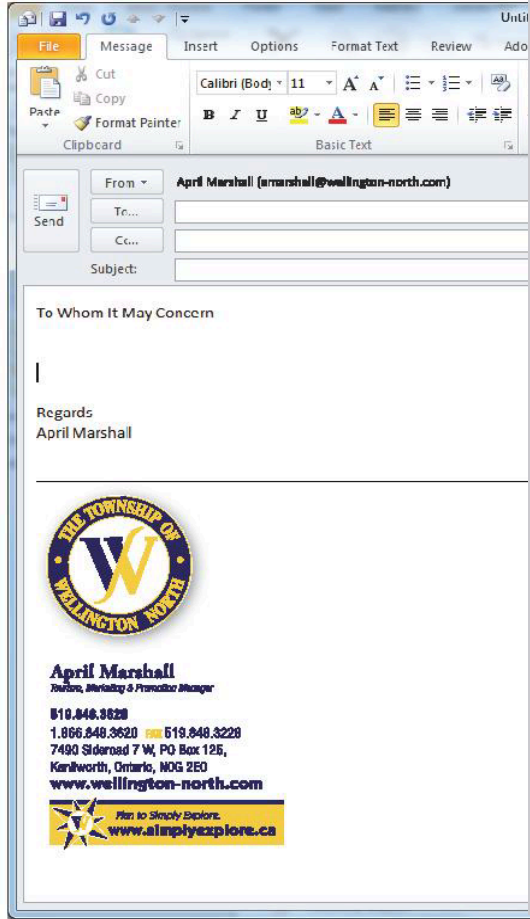 Untit
File Message Insert Options Format Text Review Ado
Paste
Cut
Copy
Format Painter
Clipboard
Calibri (Body 11 A A
B I U ab A
Basic Text
Send
From April Marshall (amarshall@wellington-north.com)
To...
Cc...
Subject:
To Whom It May Concern
Regards
April Marshall
THE TOWNSHIP OF
WELLINGTON NORTH
W
April Marshall
Tourism, Marketing & Promotion Manager
519.848.3620
1.866.848.3620 FAX 519.848.3228
7490 Sideroad 7 W, PO Box 125,
Kenilworth, Ontario, N0G 2E0
www.wellington-north.com
Plan to Simply Explore.
www.simplyexplore.ca